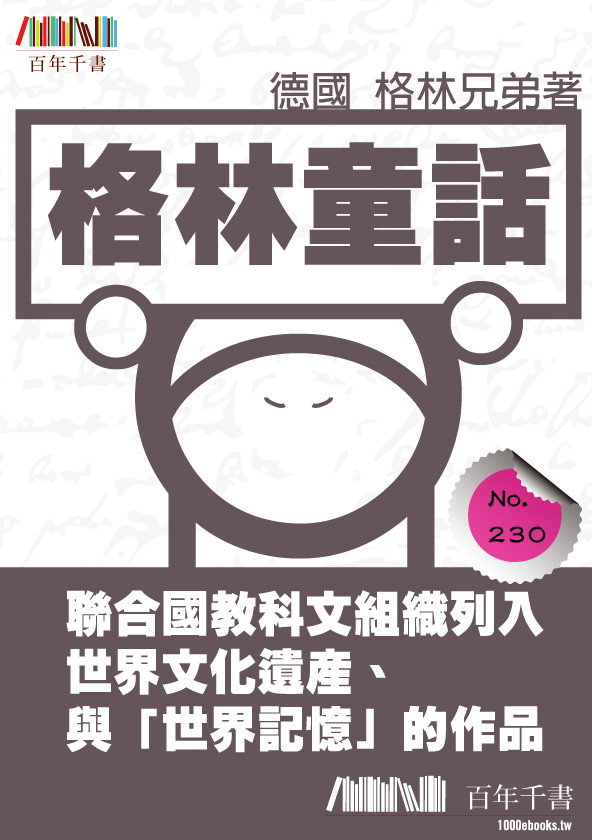 百年千書
德國 格林兄弟著
格林童話
No.
230
聯合國教科文組織列入
世界文化遺產、
與「世界記憶」的作品
百年千書
1000ebooks.tw